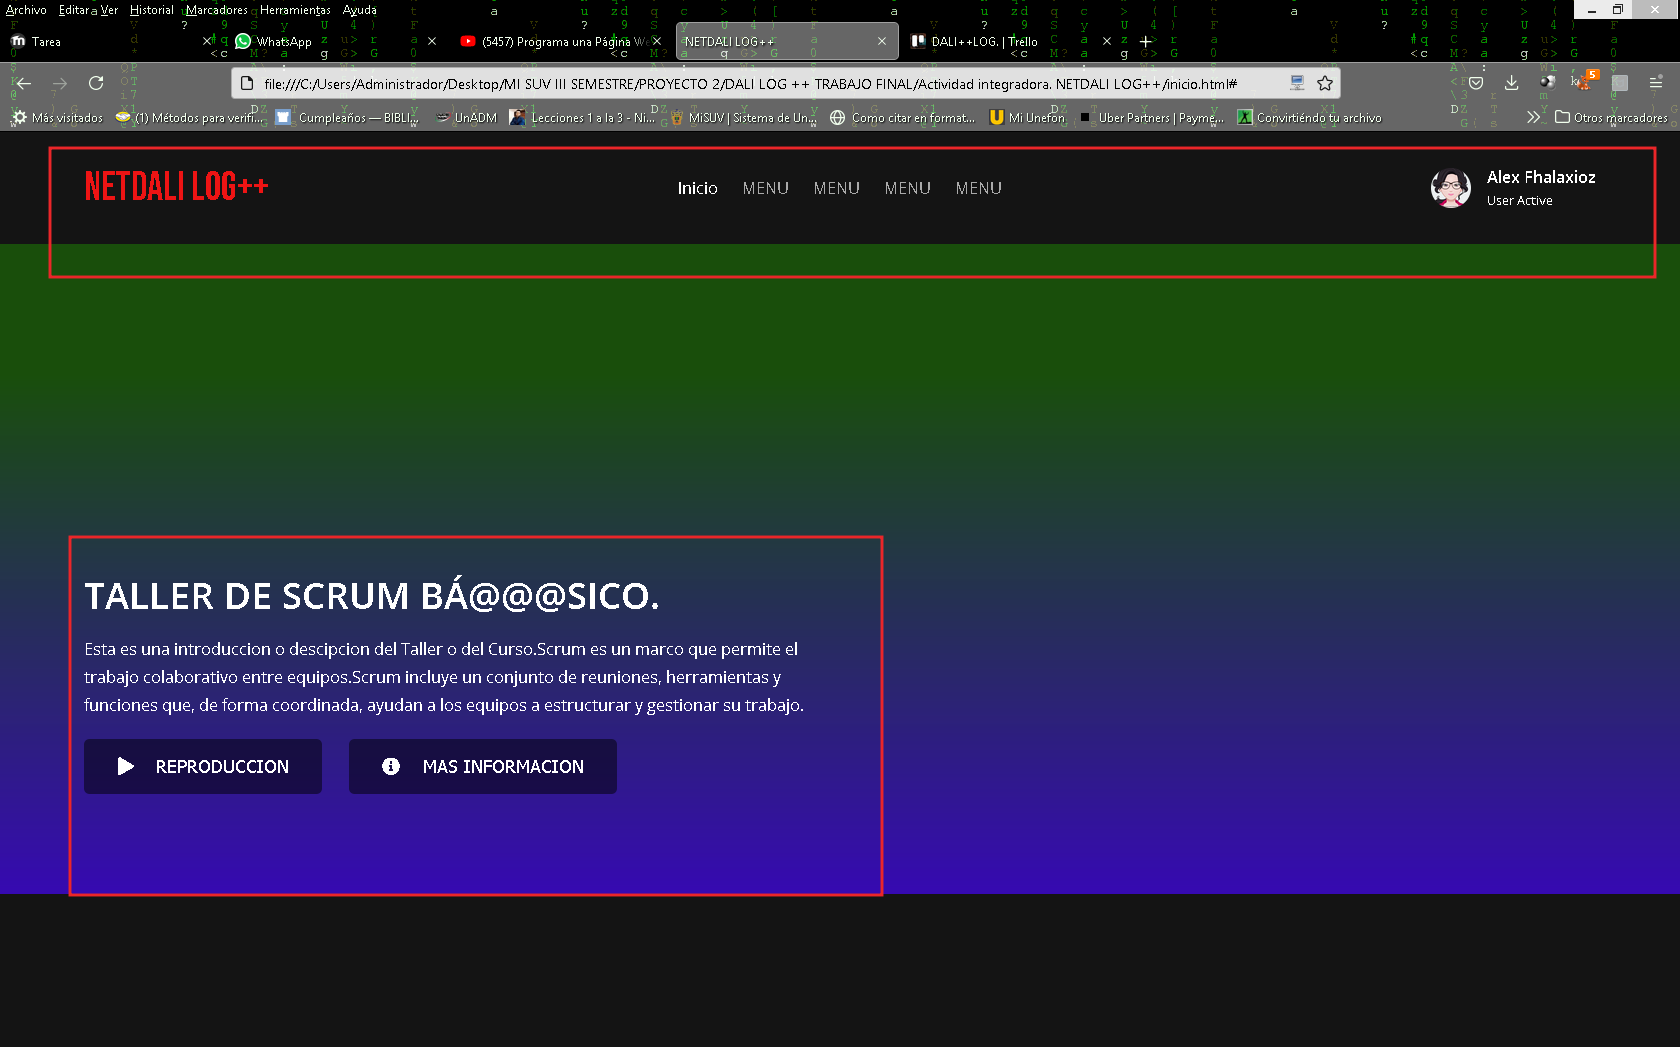 Archivo Editar Ver Historial Marcadores Herramientas Ayuda
Tarea
WhatsApp
(5457) Programa una Página We
NETDALI LOG++
DALI++LOG. | Trello
file:///C:/Users/Administrador/Desktop/MI SUV III SEMESTRE/PROYECTO 2/DALI LOG ++ TRABAJO FINAL/Actividad integradora. NETDALI LOG++/inicio.html#
5
Más visitados
(1) Métodos para verifi...
Cumpleaños — BIBLI...
UnADM
Lecciones 1 a la 3 - Ni...
MiSUV | Sistema de Un...
Como citar en format...
Mi Unefon
Uber Partners | Payme...
Convirtiéndo tu archivo
Otros marcadores
NETDALI LOG++
Inicio MENU MENU MENU MENU
Alex Fhalaxioz
User Active
TALLER DE SCRUM BÁ@@@SICO.
Esta es una introduccion o descipcion del Taller o del Curso.Scrum es un marco que permite el
trabajo colaborativo entre equipos.Scrum incluye un conjunto de reuniones, herramientas y
funciones que, de forma coordinada, ayudan a los equipos a estructurar y gestionar su trabajo.
REPRODUCCION
MAS INFORMACION